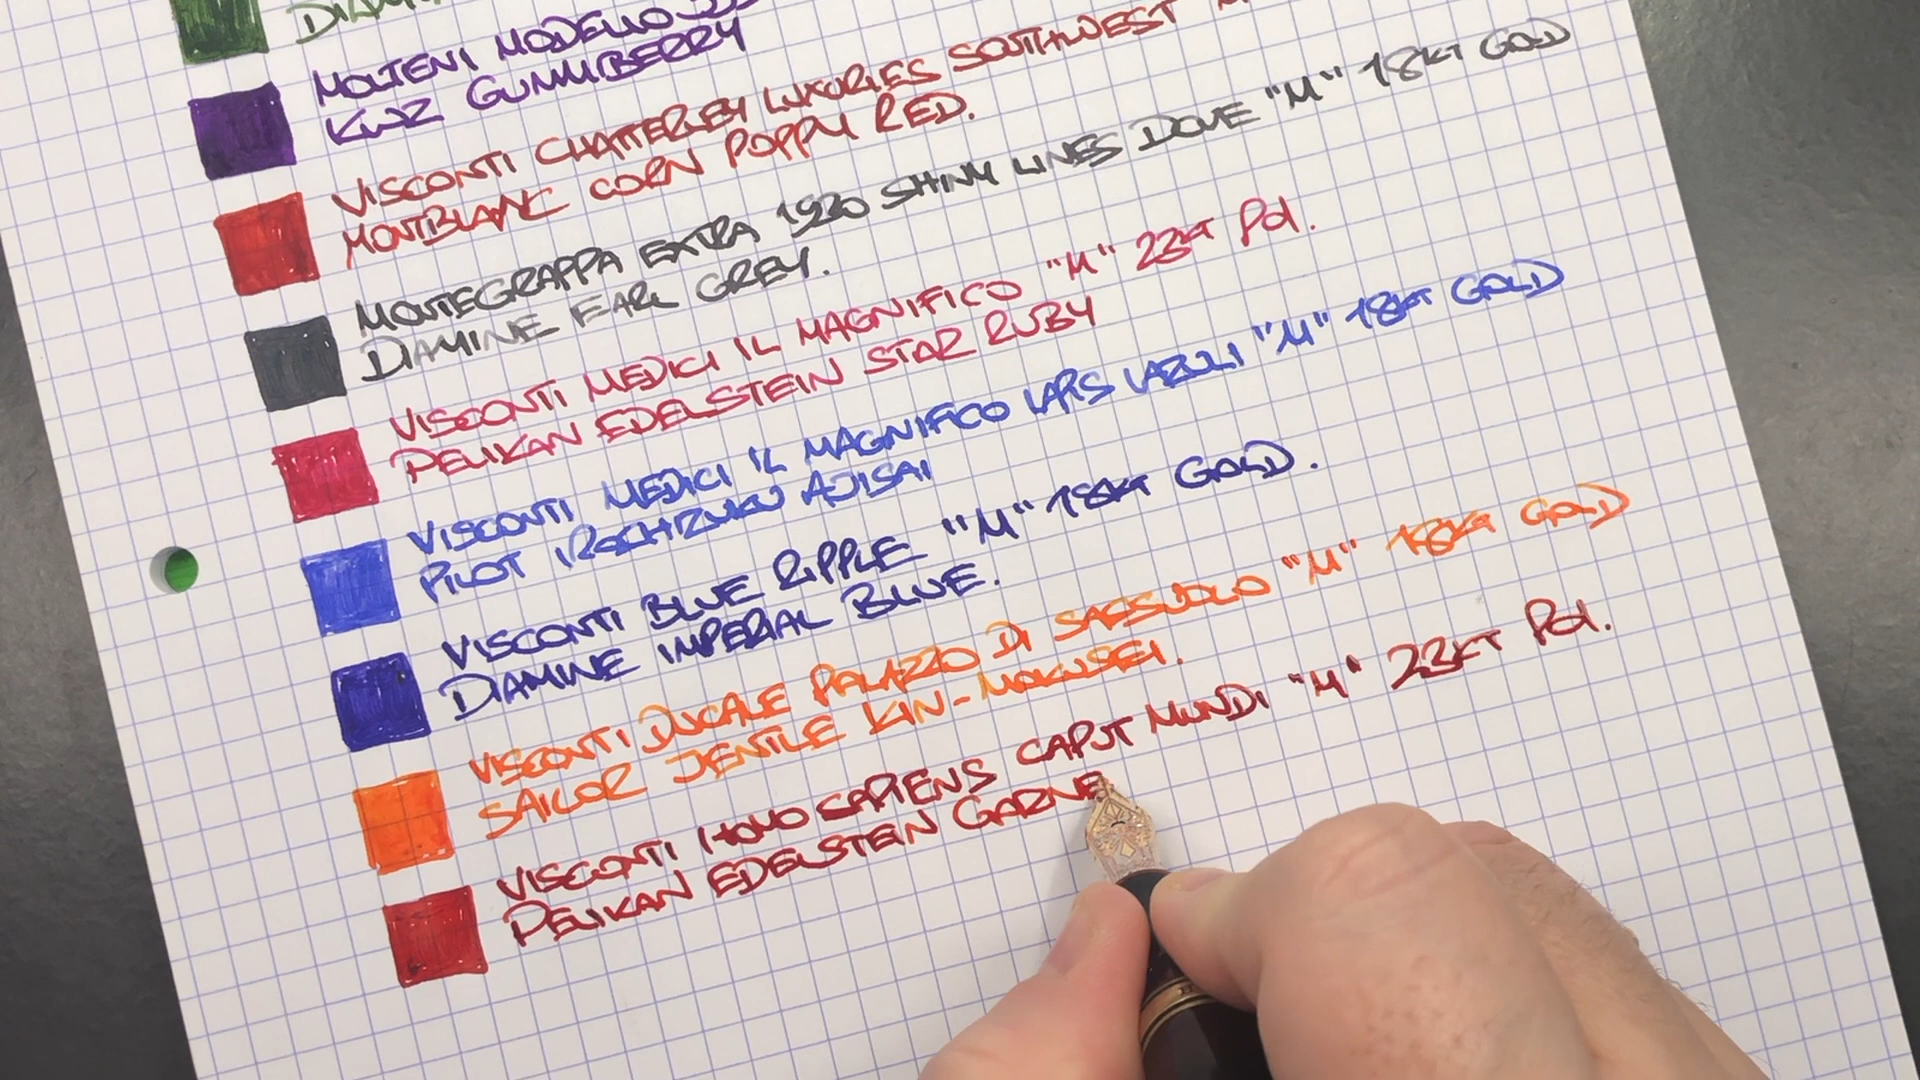 MOLTENI MODELLO
KWZ GUMMIBERRY
VISCONTI CHATTERLEY LUXURIES SOUTHWEST
MONTBLANC CORN POPPY RED.
MONTEGRAPPA EXTRA 1930 SHINY LINES DOVE "M" 18KT GOLD
DIAMINE EARL GREY.
VISCONTI MEDICI IL MAGNIFICO "M" 23KT Pd.
PELIKAN EDELSTEIN STAR RUBY
VISCONTI MEDICI IL MAGNIFICO LAPIS LAZULI "M" 18KT GOLD
PILOT IROSHIZUKU AJISAI
VISCONTI BLUE RIPPLE "M" 18KT GOLD.
DIAMINE IMPERIAL BLUE.
VISCONTI DUCALE PALAZZO DI SASSUOLO "M" 18KT GOLD
SAILOR JENTLE KIN-MOKUSEI.
VISCONTI HOMO SAPIENS CAPUT MUNDI "M" 23KT Pd.
PELIKAN EDELSTEIN GARNE